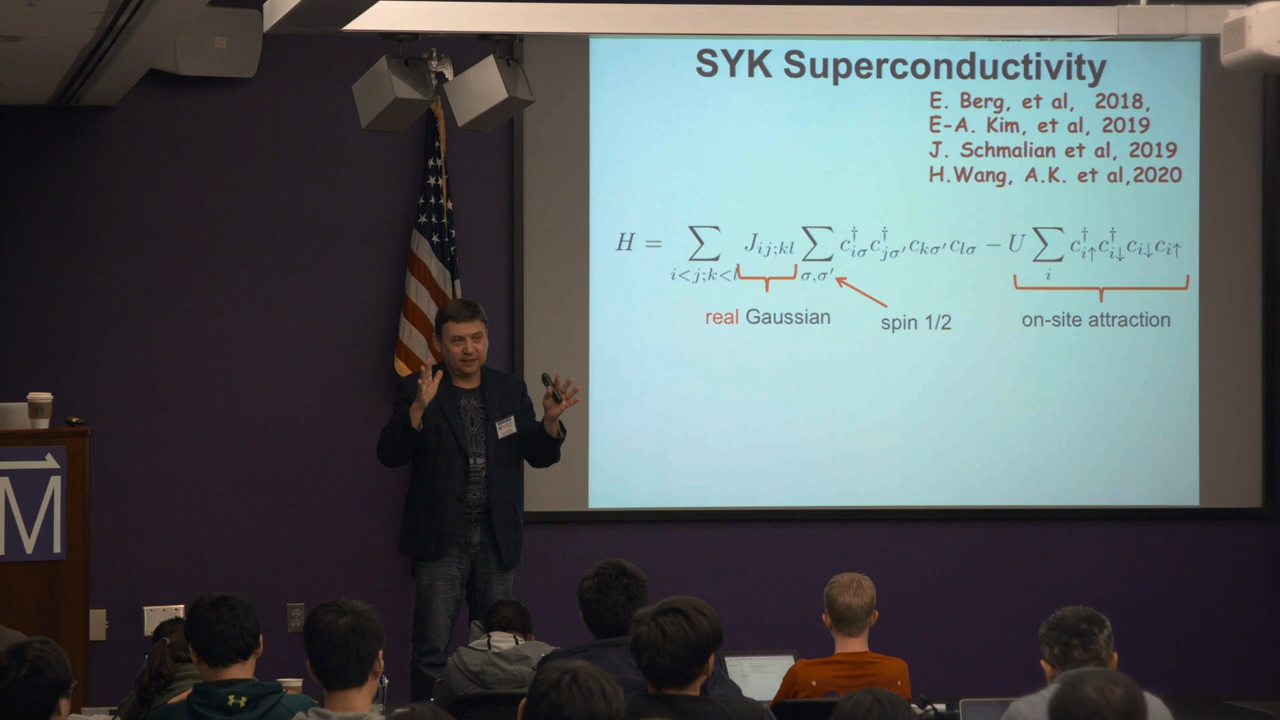 SYK Superconductivity
E. Berg, et al, 2018,
E-A. Kim, et al, 2019
J. Schmalian et al, 2019
H.Wang, A.K. et al,2020
H = ∑_{i<j;k<l} J_{ij;kl} ∑_{σ,σ′} c†_{iσ} c†_{jσ′} c_{kσ′} c_{lσ} − U ∑_i c†_{i↑} c†_{i↓} c_{i↓} c_{i↑}
real Gaussian
spin 1/2
on-site attraction
M